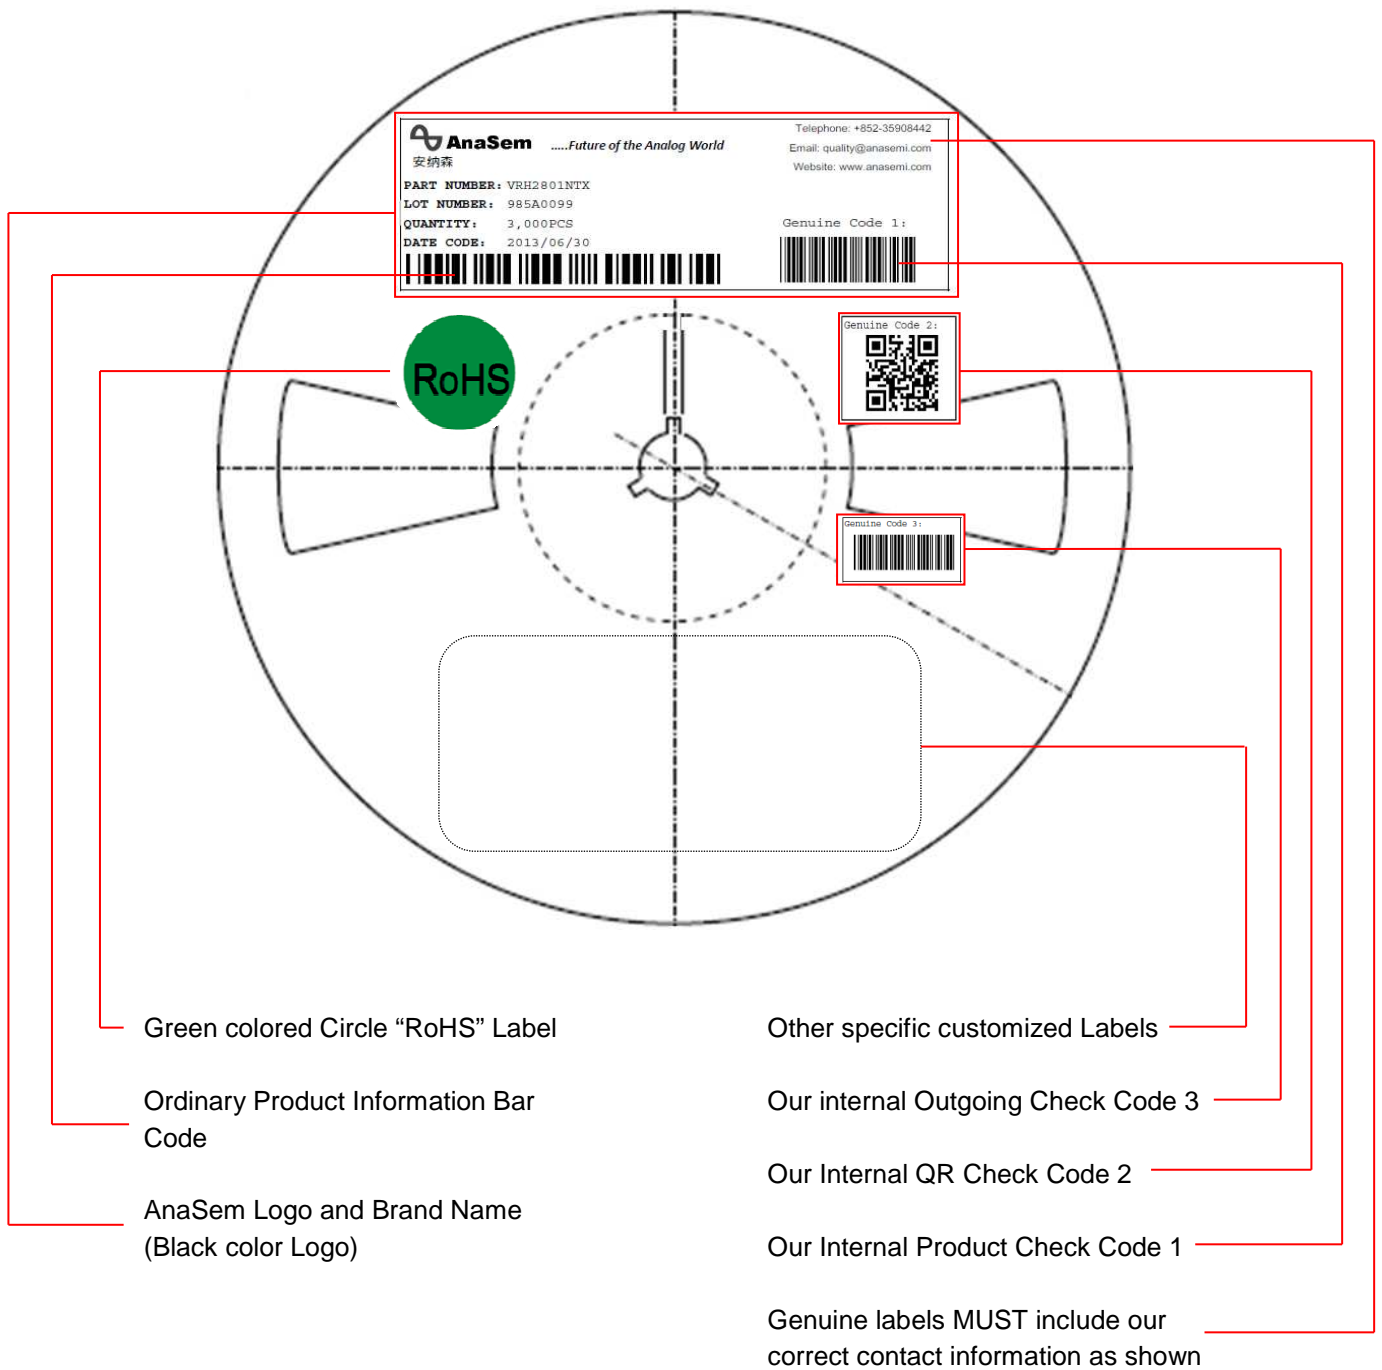 AnaSem .....Future of the Analog World
安纳森
Telephone: +852-35908442
Email: quality@anasemi.com
Website: www.anasemi.com
PART NUMBER: VRH2801NTX
LOT NUMBER: 985A0099
QUANTITY: 3,000PCS
DATE CODE: 2013/06/30
Genuine Code 1:
RoHS
Genuine Code 2:
Genuine Code 3:
Green colored Circle “RoHS” Label
Ordinary Product Information Bar
Code
AnaSem Logo and Brand Name
(Black color Logo)
Other specific customized Labels
Our internal Outgoing Check Code 3
Our Internal QR Check Code 2
Our Internal Product Check Code 1
Genuine labels MUST include our
correct contact information as shown